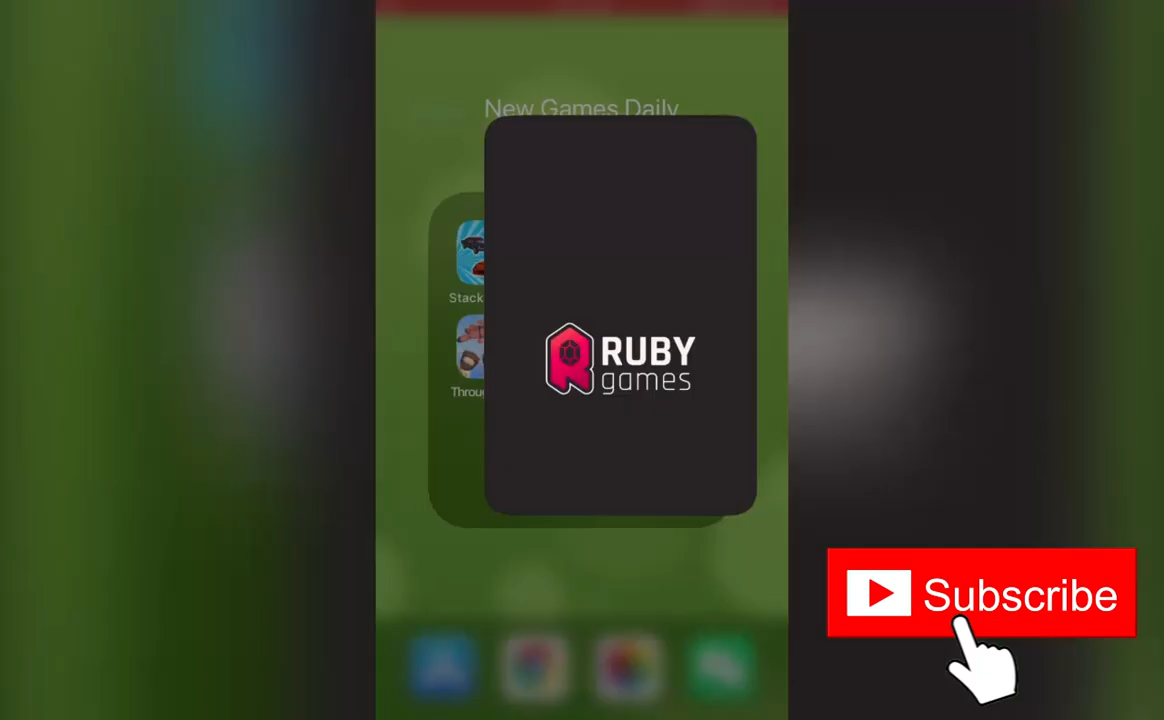 New Games Daily
Stack
Throug
RUBY
games
Subscribe